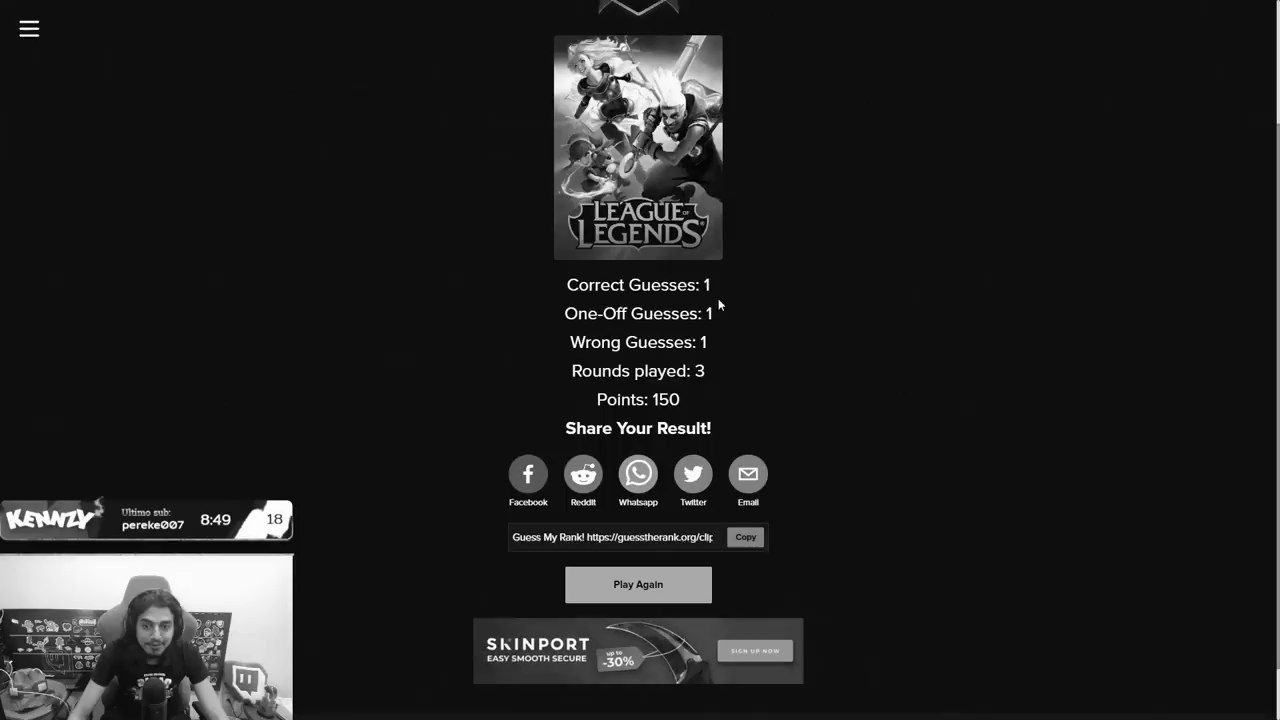 LEAGUE OF
LEGENDS
Correct Guesses: 1
One-Off Guesses: 1
Wrong Guesses: 1
Rounds played: 3
Points: 150
Share Your Result!
Facebook Reddit Whatsapp Twitter Email
Guess My Rank! https://guesstherank.org/clip
Copy
Play Again
SKINPORT
EASY SMOOTH SECURE
up to
-30%
SIGN UP NOW
KENNZY
Ultimo sub:
pereke007
8:49
18